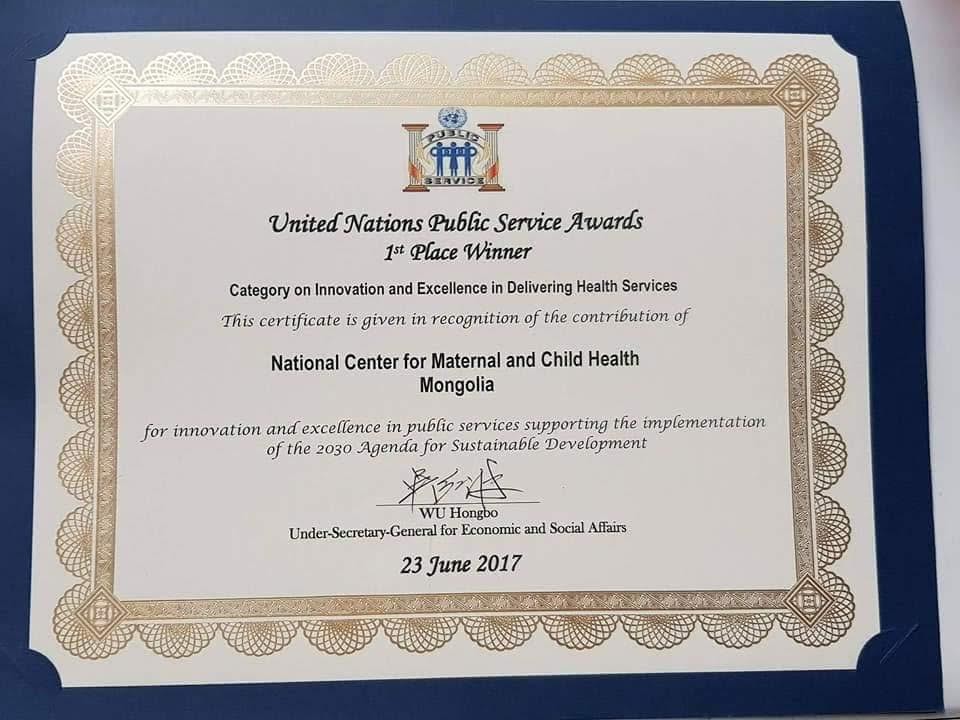 PUBLIC
SERVICE
United Nations Public Service Awards
1st Place Winner
Category on Innovation and Excellence in Delivering Health Services
This certificate is given in recognition of the contribution of
National Center for Maternal and Child Health
Mongolia
for innovation and excellence in public services supporting the implementation
of the 2030 Agenda for Sustainable Development
WU Hongbo
Under-Secretary-General for Economic and Social Affairs
23 June 2017